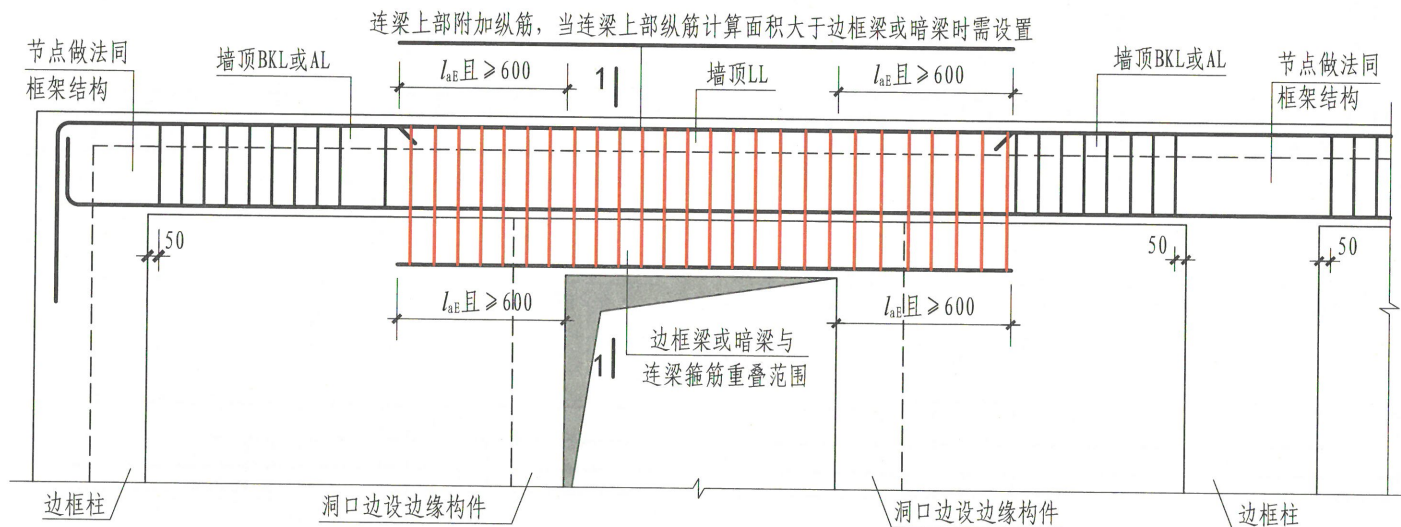 连梁上部附加纵筋，当连梁上部纵筋计算面积大于边框梁或暗梁时需设置
节点做法同
框架结构
墙顶BKL或AL
laE且≥600
1
墙顶LL
laE且≥600
墙顶BKL或AL
节点做法同
框架结构
50
50
50
laE且≥600
laE且≥600
1
边框梁或暗梁与
连梁箍筋重叠范围
边框柱
洞口边设边缘构件
洞口边设边缘构件
边框柱